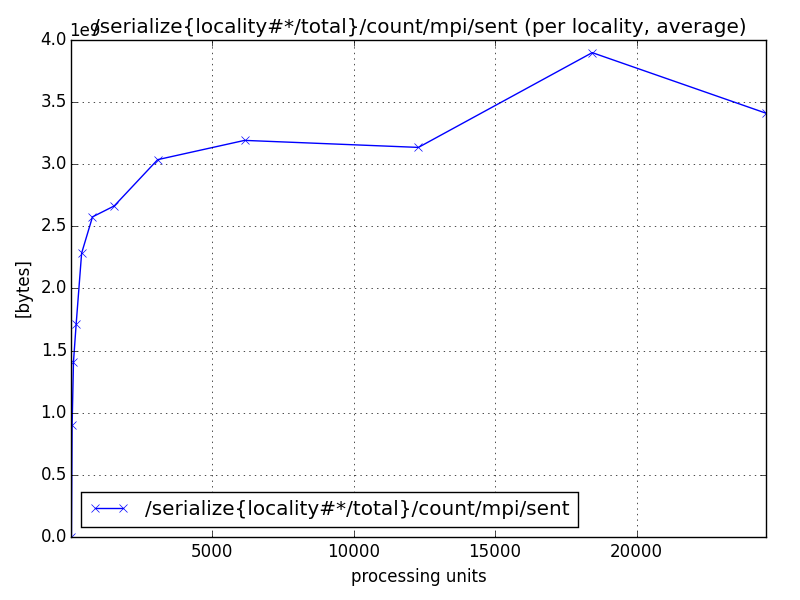 1e9
/serialize{locality#*/total}/count/mpi/sent (per locality, average)
4.0
3.5
3.0
2.5
2.0
1.5
1.0
0.5
0.0
[bytes]
/serialize{locality#*/total}/count/mpi/sent
5000 10000 15000 20000
processing units